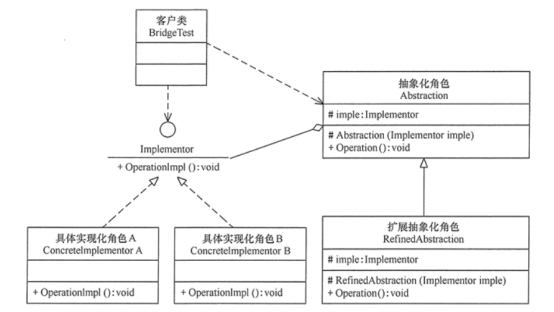 客户类
BridgeTest
抽象化角色
Abstraction
# imple:Implementor
# Abstraction (Implementor imple)
+ Operation():void
Implementor
+ OperationImpl():void
具体实现化角色A
ConcreteImplementor A
+ OperationImpl():void
具体实现化角色B
ConcreteImplementor B
+ OperationImpl():void
扩展抽象化角色
RefinedAbstraction
# imple:Implementor
# RefinedAbstraction (Implementor imple)
+ Operation():void